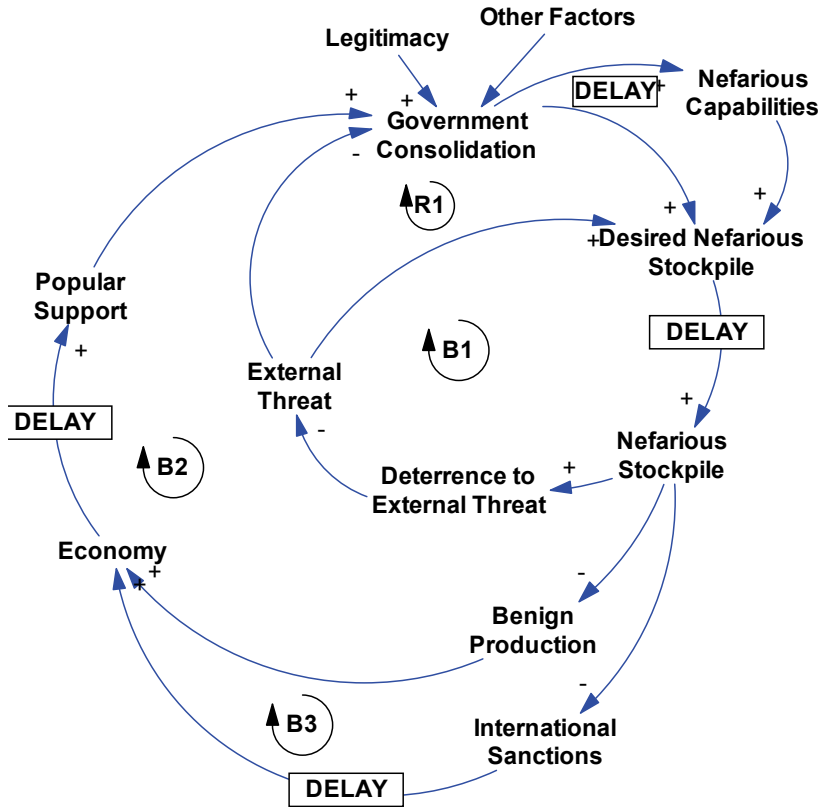 Other Factors
Legitimacy
Nefarious
Capabilities
DELAY
+
+
+
Government
Consolidation
-
R1
+
+
+
Desired Nefarious
Stockpile
Popular
Support
+
DELAY
B1
External
Threat
-
DELAY
+
Nefarious
Stockpile
B2
Deterrence to
External Threat
+
Economy
+
+
-
Benign
Production
-
International
Sanctions
B3
DELAY